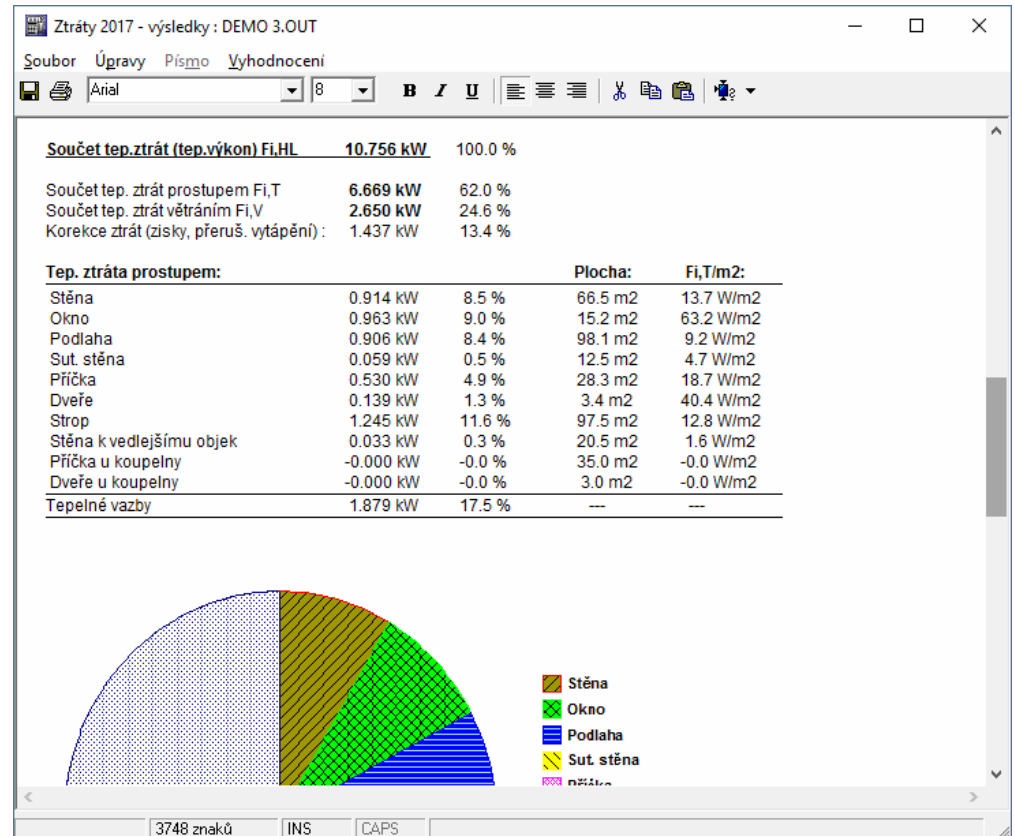 Ztráty 2017 - výsledky : DEMO 3.OUT
Soubor Úpravy Písmo Vyhodnocení
Arial 8 B I U
Součet tep.ztrát (tep.výkon) Fi,HL 10.756 kW 100.0 %
Součet tep. ztrát prostupem Fi,T 6.669 kW 62.0 %
Součet tep. ztrát větráním Fi,V 2.650 kW 24.6 %
Korekce ztrát (zisky, přeruš. vytápění) : 1.437 kW 13.4 %
Tep. ztráta prostupem: Plocha: Fi,T/m2:
Stěna 0.914 kW 8.5 % 66.5 m2 13.7 W/m2
Okno 0.963 kW 9.0 % 15.2 m2 63.2 W/m2
Podlaha 0.906 kW 8.4 % 98.1 m2 9.2 W/m2
Sut. stěna 0.059 kW 0.5 % 12.5 m2 4.7 W/m2
Příčka 0.530 kW 4.9 % 28.3 m2 18.7 W/m2
Dveře 0.139 kW 1.3 % 3.4 m2 40.4 W/m2
Strop 1.245 kW 11.6 % 97.5 m2 12.8 W/m2
Stěna k vedlejšímu objek 0.033 kW 0.3 % 20.5 m2 1.6 W/m2
Příčka u koupelny -0.000 kW -0.0 % 35.0 m2 -0.0 W/m2
Dveře u koupelny -0.000 kW -0.0 % 3.0 m2 -0.0 W/m2
Tepelné vazby 1.879 kW 17.5 % --- ---
Stěna
Okno
Podlaha
Sut. stěna
Příčka
3748 znaků INS CAPS